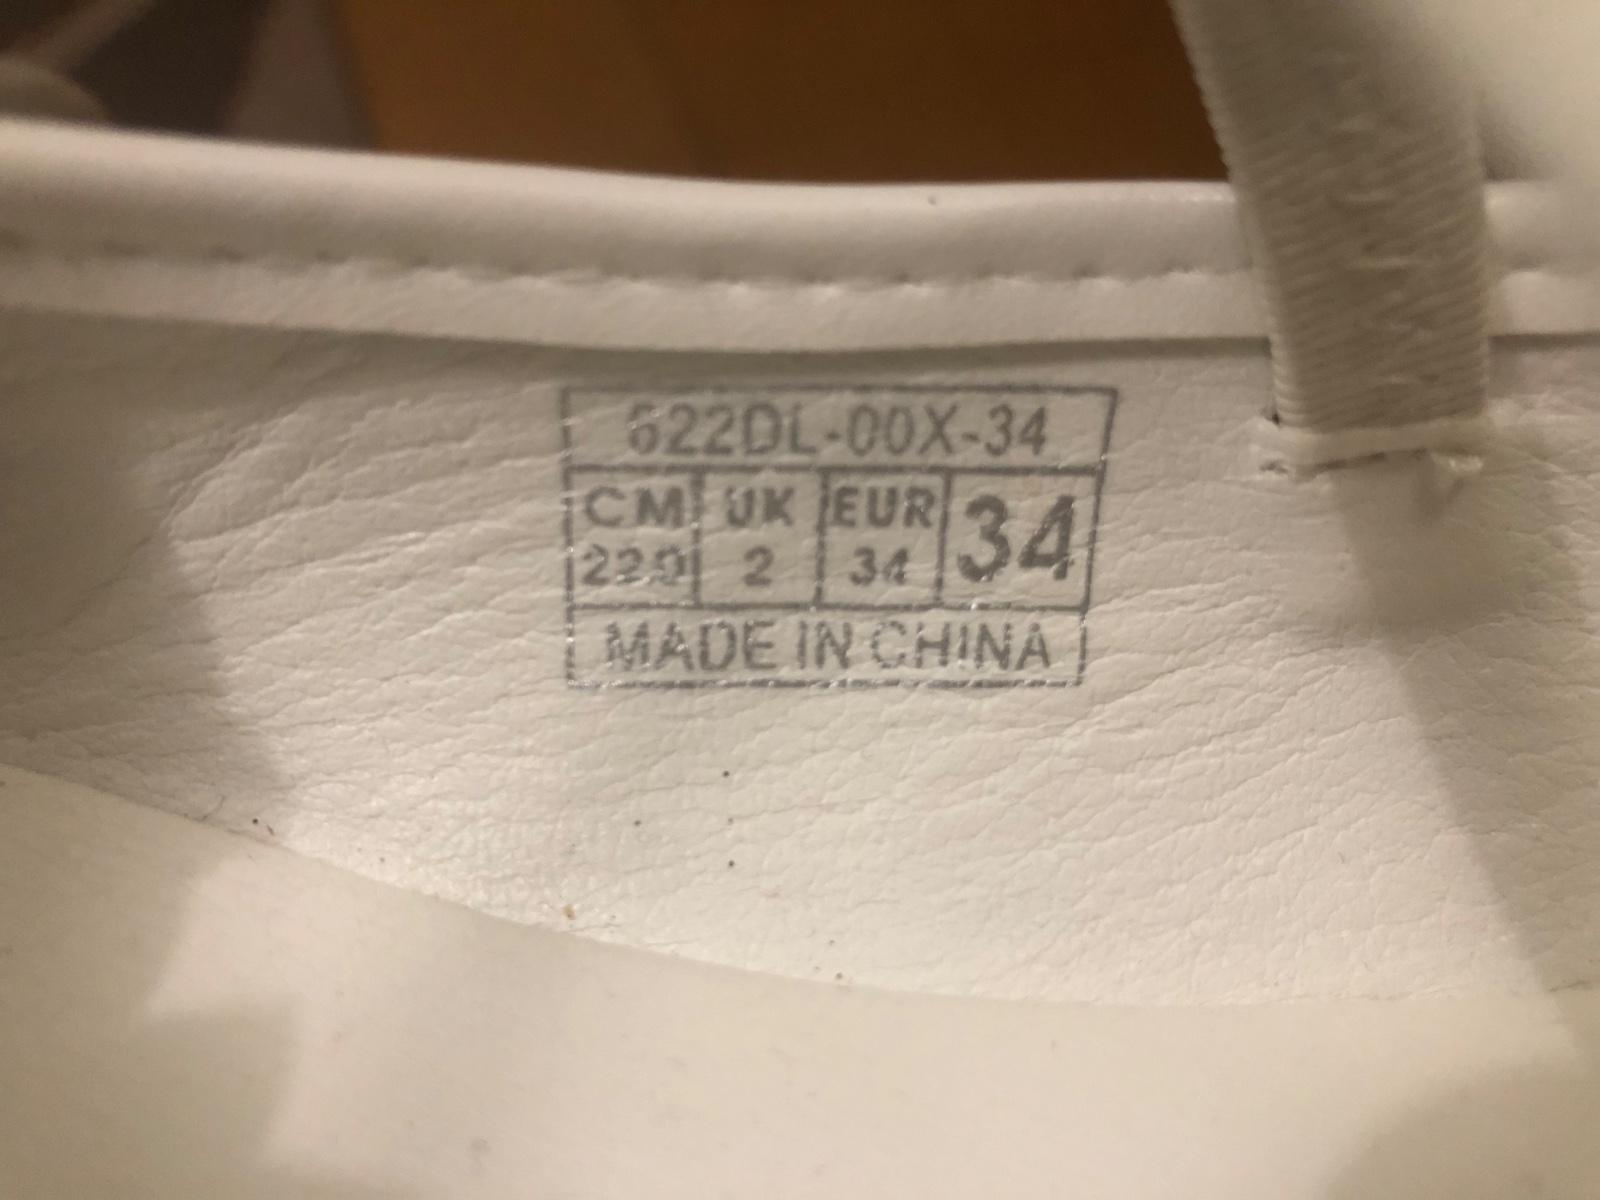 622DL-00X-34
CM UK EUR 34
220 2 34
MADE IN CHINA